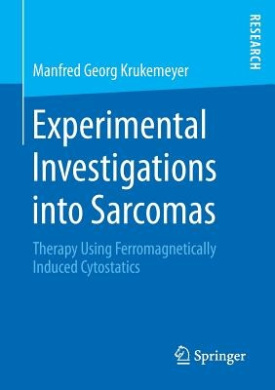 RESEARCH
Manfred Georg Krukemeyer
Experimental
Investigations
into Sarcomas
Therapy Using Ferromagnetically
Induced Cytostatics
Springer